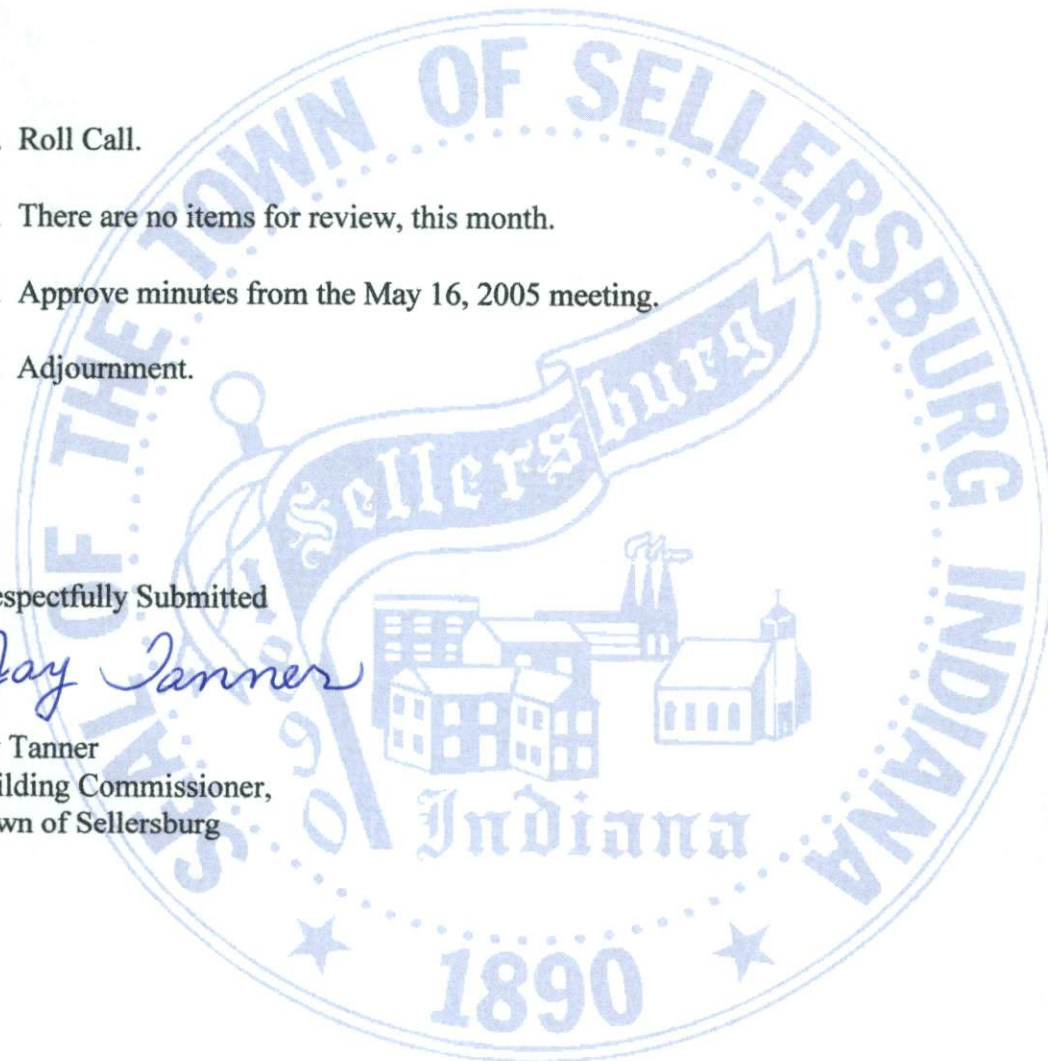 . Roll Call.
. There are no items for review, this month.
. Approve minutes from the May 16, 2005 meeting.
Adjournment.
espectfully Submitted
Jay Tanner
Tanner
ilding Commissioner,
wn of Sellersburg
SEAL OF THE TOWN OF SELLERSBURG INDIANA
Sellersburg
1890
Indiana
1890